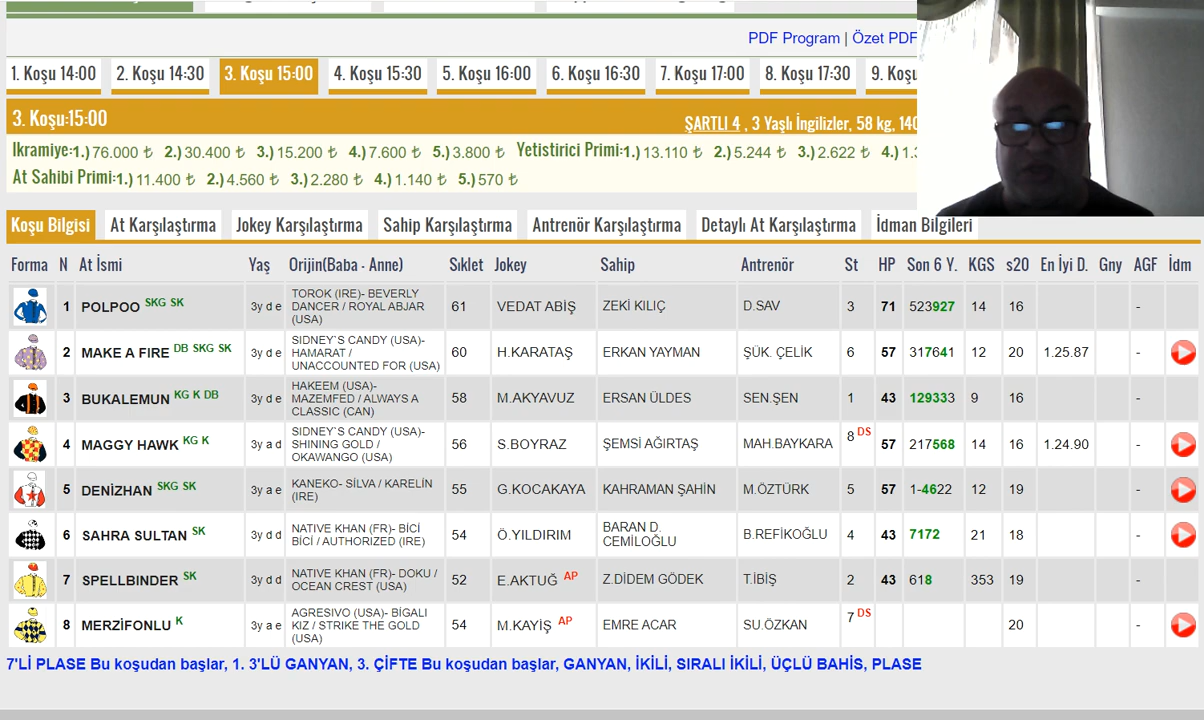 PDF Program | Özet PDF
1. Koşu 14:00 2. Koşu 14:30 3. Koşu 15:00 4. Koşu 15:30 5. Koşu 16:00 6. Koşu 16:30 7. Koşu 17:00 8. Koşu 17:30 9. Koşu
3. Koşu:15:00 ŞARTLI 4 , 3 Yaşlı İngilizler, 58 kg, 140
Ikramiye:1.) 76.000 ₺ 2.) 30.400 ₺ 3.) 15.200 ₺ 4.) 7.600 ₺ 5.) 3.800 ₺ Yetistirici Primi:1.) 13.110 ₺ 2.) 5.244 ₺ 3.) 2.622 ₺ 4.) 1.3
At Sahibi Primi:1.) 11.400 ₺ 2.) 4.560 ₺ 3.) 2.280 ₺ 4.) 1.140 ₺ 5.) 570 ₺
Koşu Bilgisi At Karşılaştırma Jokey Karşılaştırma Sahip Karşılaştırma Antrenör Karşılaştırma Detaylı At Karşılaştırma İdman Bilgileri
Forma N At İsmi Yaş Orijin(Baba - Anne) Sıklet Jokey Sahip Antrenör St HP Son 6 Y. KGS s20 En İyi D. Gny AGF İdm
1 POLPOO SKG SK 3y d e TOROK (IRE)- BEVERLY DANCER / ROYAL ABJAR (USA) 61 VEDAT ABİŞ ZEKİ KILIÇ D.SAV 3 71 523927 14 16 -
2 MAKE A FIRE DB SKG SK 3y d e SIDNEY`S CANDY (USA)- HAMARAT / UNACCOUNTED FOR (USA) 60 H.KARATAŞ ERKAN YAYMAN ŞÜK. ÇELİK 6 57 317641 12 20 1.25.87 -
3 BUKALEMUN KG K DB 3y d e HAKEEM (USA)- MAZEMFED / ALWAYS A CLASSIC (CAN) 58 M.AKYAVUZ ERSAN ÜLDES SEN.ŞEN 1 43 129333 9 16 -
4 MAGGY HAWK KG K 3y a d SIDNEY`S CANDY (USA)- SHINING GOLD / OKAWANGO (USA) 56 S.BOYRAZ ŞEMSİ AĞIRTAŞ MAH.BAYKARA 8 DS 57 217568 14 16 1.24.90 -
5 DENİZHAN SKG SK 3y a e KANEKO- SİLVA / KARELİN (IRE) 55 G.KOCAKAYA KAHRAMAN ŞAHİN M.ÖZTÜRK 5 57 1-4622 12 19 -
6 SAHRA SULTAN SK 3y d d NATIVE KHAN (FR)- BİCİ BİCİ / AUTHORIZED (IRE) 54 Ö.YILDIRIM BARAN D. CEMİLOĞLU B.REFİKOĞLU 4 43 7172 21 18 -
7 SPELLBINDER SK 3y d d NATIVE KHAN (FR)- DOKU / OCEAN CREST (USA) 52 E.AKTUĞ AP Z.DİDEM GÖDEK T.İBİŞ 2 43 618 353 19 -
8 MERZİFONLU K 3y a e AGRESIVO (USA)- BİGALI KIZ / STRIKE THE GOLD (USA) 54 M.KAYİŞ AP EMRE ACAR SU.ÖZKAN 7 DS 20 -
7'Lİ PLASE Bu koşudan başlar, 1. 3'LÜ GANYAN, 3. ÇİFTE Bu koşudan başlar, GANYAN, İKİLİ, SIRALI İKİLİ, ÜÇLÜ BAHİS, PLASE